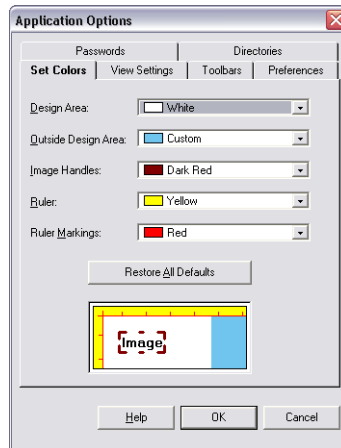 Application Options
Passwords Directories
Set Colors View Settings Toolbars Preferences
Design Area: White
Outside Design Area: Custom
Image Handles: Dark Red
Ruler: Yellow
Ruler Markings: Red
Restore All Defaults
Image
Help OK Cancel